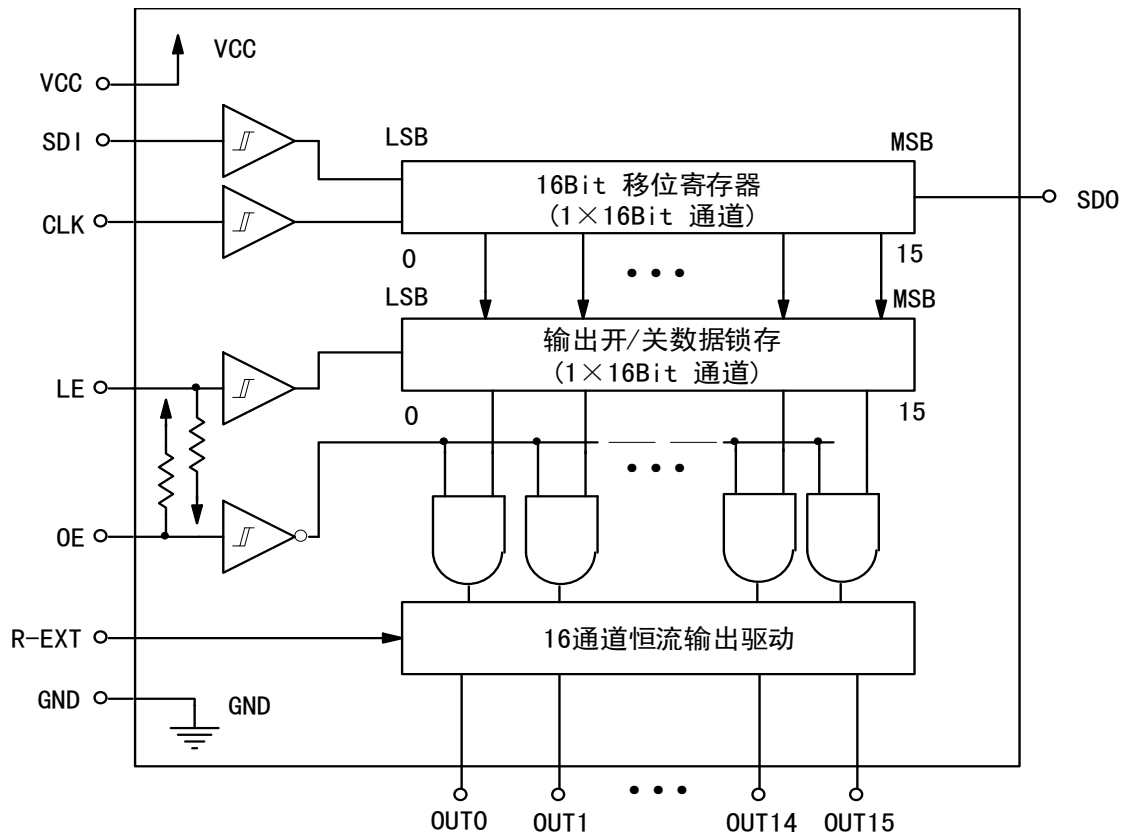 VCC
VCC
SDI
LSB
MSB
16Bit 移位寄存器
(1×16Bit 通道)
SDO
CLK
0
15
LSB
MSB
输出开/关数据锁存
(1×16Bit 通道)
LE
0
15
OE
R-EXT
16通道恒流输出驱动
GND
GND
OUT0
OUT1
OUT14
OUT15